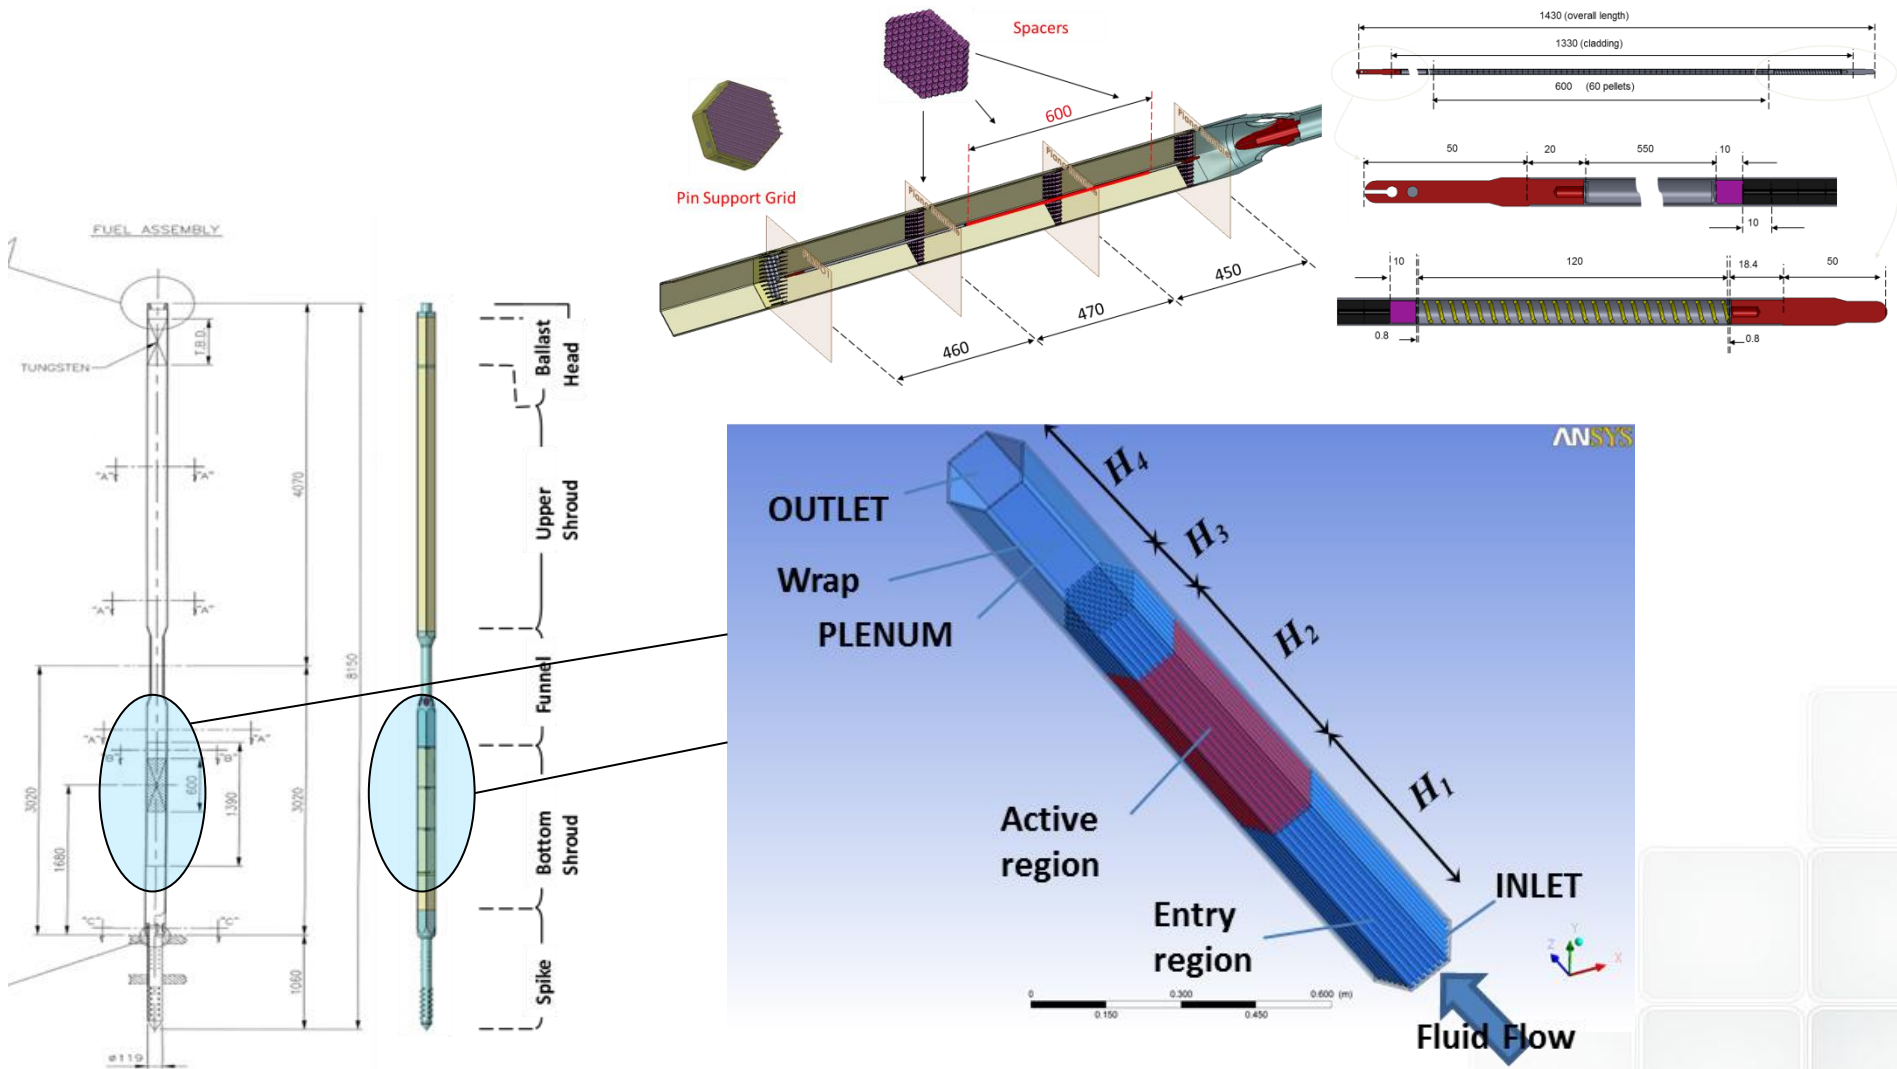 FUEL ASSEMBLY
TUNGSTEN
T.B.D.
"A"
"A"
"A"
"A"
"A"
"A"
"B"
"B"
"C"
"C"
4070
8150
3020
3020
1680
600
1390
1060
ø119
Ballast
Head
Upper
Shroud
Funnel
Bottom
Shroud
Spike
Spacers
Pin Support Grid
600
460
470
450
1430 (overall length)
1330 (cladding)
600 (60 pellets)
50
20
550
10
10
10
120
18.4
50
0.8
0.8
ANSYS
OUTLET
Wrap
PLENUM
Active
region
Entry
region
INLET
Fluid Flow
H4
H3
H2
H1
0
0.300
0.600 (m)
0.150
0.450
Y
Z
X